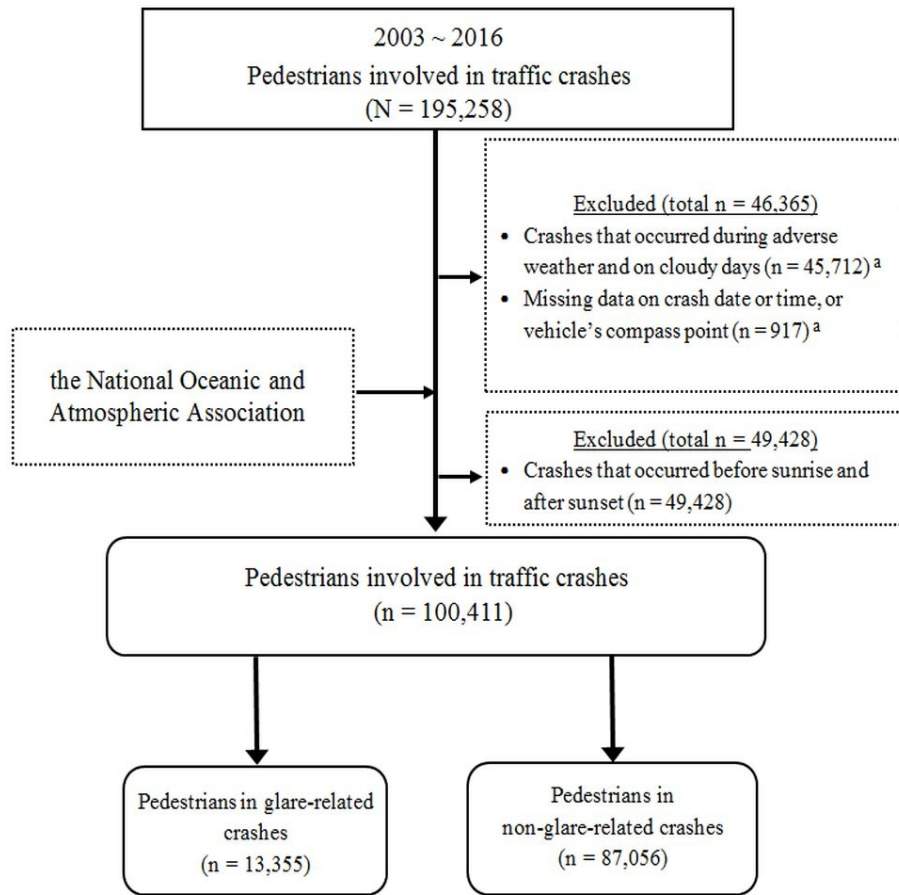 2003 ~ 2016
Pedestrians involved in traffic crashes
(N = 195,258)
Excluded (total n = 46,365)
• Crashes that occurred during adverse
weather and on cloudy days (n = 45,712) a
• Missing data on crash date or time, or
vehicle's compass point (n = 917) a
the National Oceanic and
Atmospheric Association
Excluded (total n = 49,428)
• Crashes that occurred before sunrise and
after sunset (n = 49,428)
Pedestrians involved in traffic crashes
(n = 100,411)
Pedestrians in glare-related
crashes
(n = 13,355)
Pedestrians in
non-glare-related crashes
(n = 87,056)